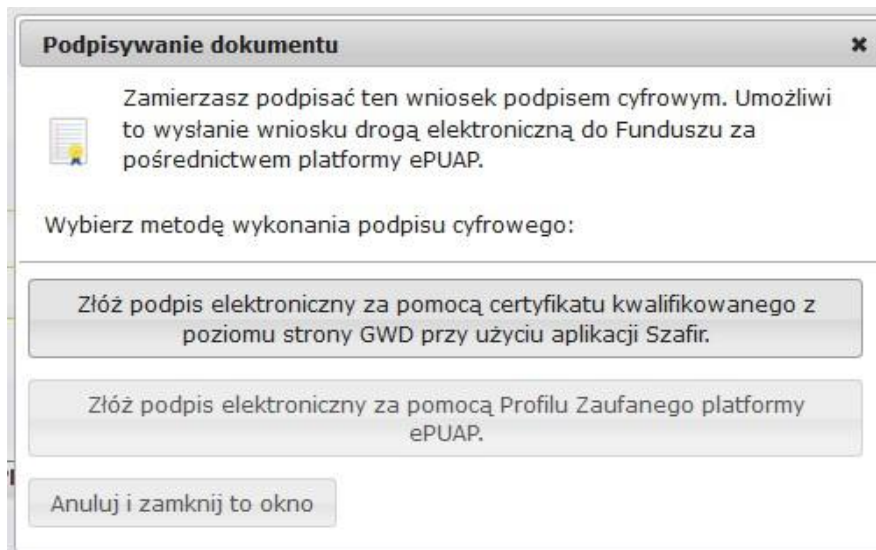 Podpisywanie dokumentu
Zamierzasz podpisać ten wniosek podpisem cyfrowym. Umożliwi
to wysłanie wniosku drogą elektroniczną do Funduszu za
pośrednictwem platformy ePUAP.
Wybierz metodę wykonania podpisu cyfrowego:
Złóż podpis elektroniczny za pomocą certyfikatu kwalifikowanego z
poziomu strony GWD przy użyciu aplikacji Szafir.
Złóż podpis elektroniczny za pomocą Profilu Zaufanego platformy
ePUAP.
Anuluj i zamknij to okno